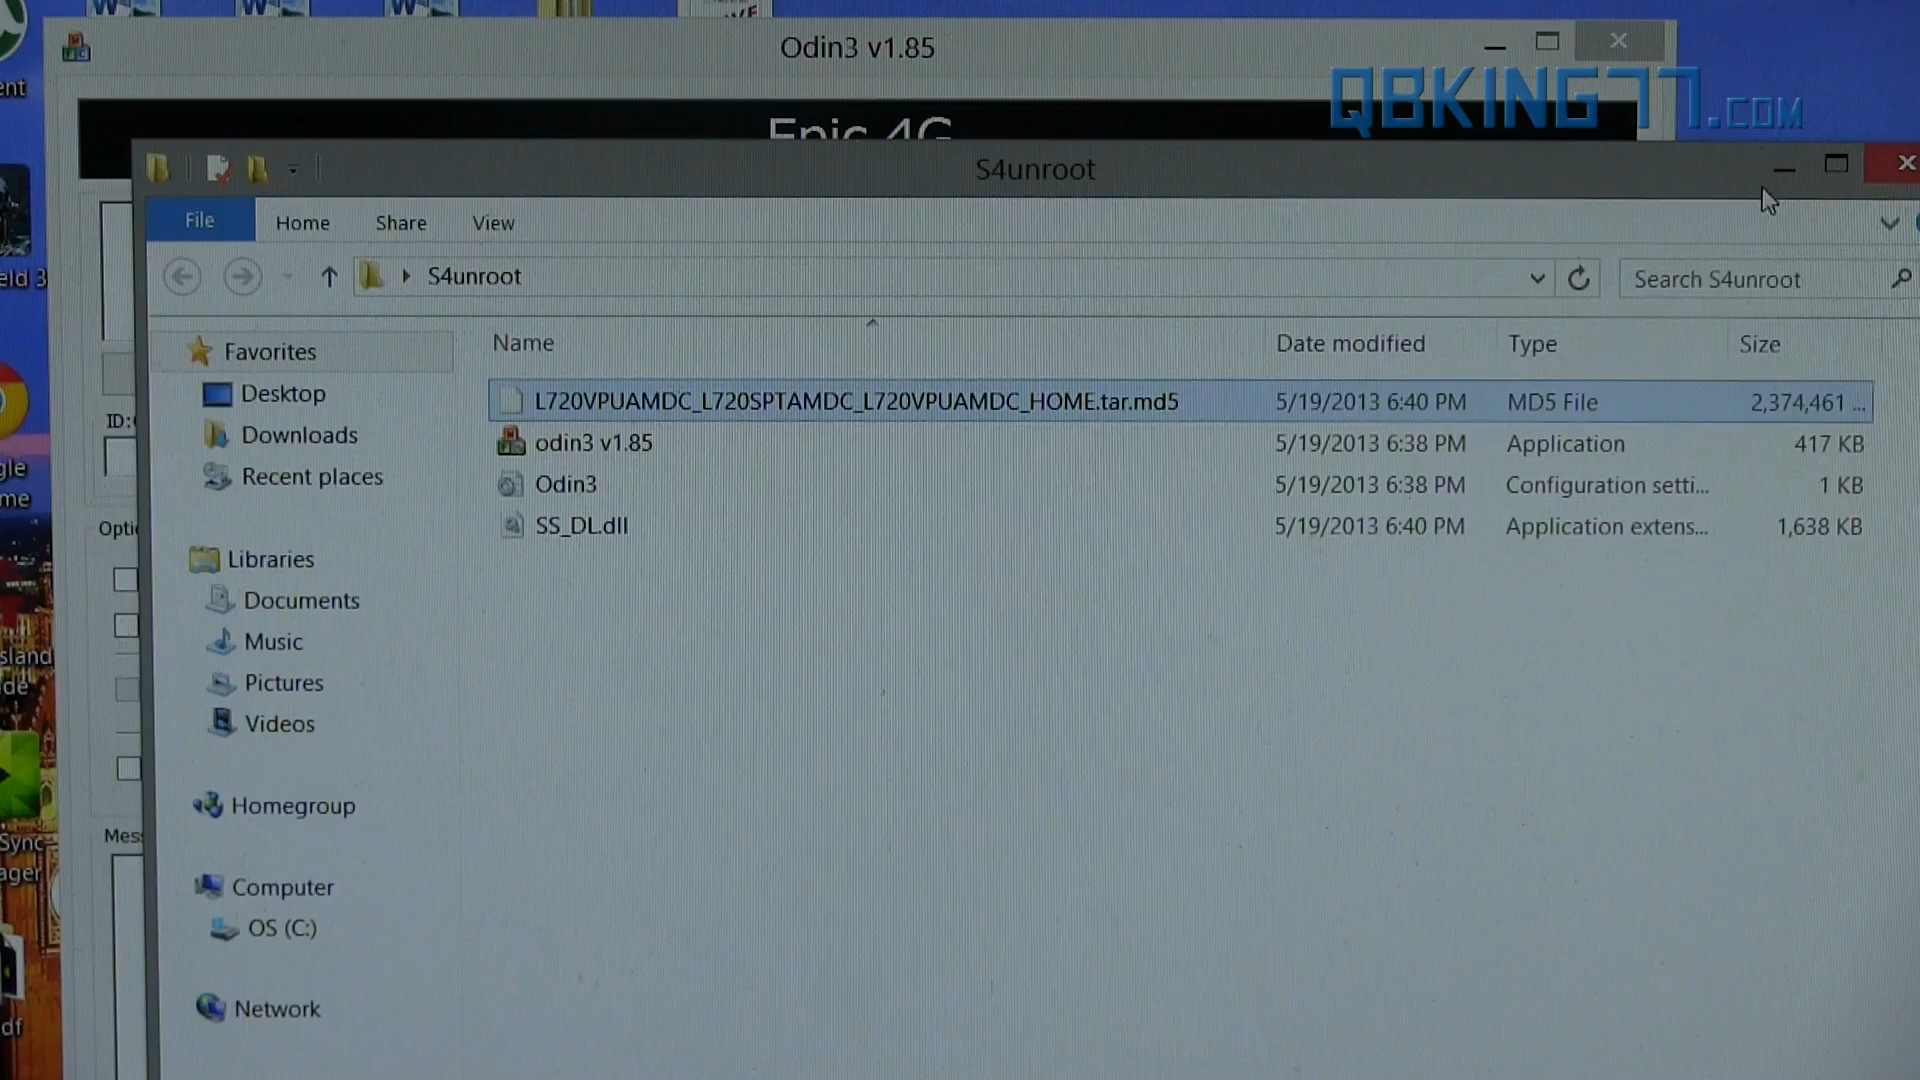 Odin3 v1.85
QBKING77.COM
Epic 4G
S4unroot
File Home Share View
S4unroot
Search S4unroot
Name Date modified Type Size
Favorites
Desktop
Downloads
Recent places
L720VPUAMDC_L720SPTAMDC_L720VPUAMDC_HOME.tar.md5 5/19/2013 6:40 PM MD5 File 2,374,461 ...
odin3 v1.85 5/19/2013 6:38 PM Application 417 KB
Odin3 5/19/2013 6:38 PM Configuration setti... 1 KB
SS_DL.dll 5/19/2013 6:40 PM Application extens... 1,638 KB
Libraries
Documents
Music
Pictures
Videos
Homegroup
Computer
OS (C:)
Network
ent
eld 3
gle
me
sland
de
Sync
ager
df
ID:
Optio
Mes